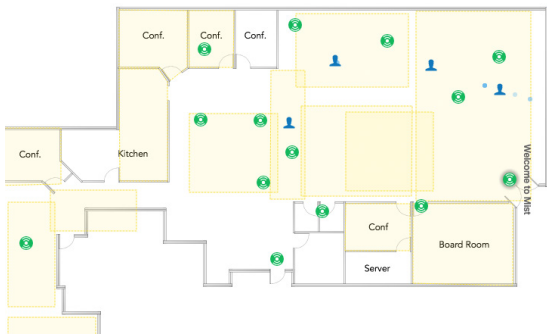 Conf.
Conf.
Conf.
Conf.
Kitchen
Welcome to Mist
Conf
Board Room
Server